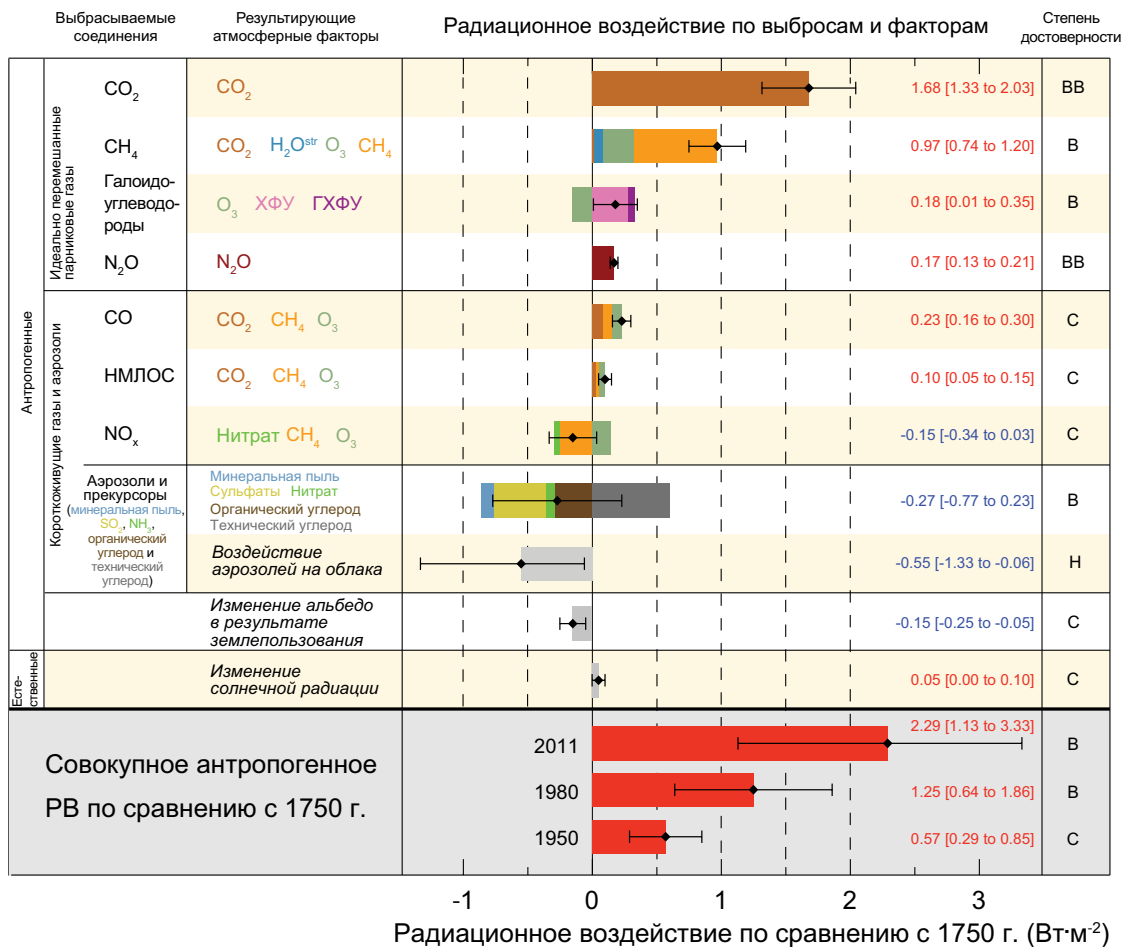 Выбрасываемые
соединения
Результирующие
атмосферные факторы
Радиационное воздействие по выбросам и факторам
Степень
достоверности
Антропогенные
Идеально перемешанные
парниковые газы
CO₂
CO₂
1.68 [1.33 to 2.03]
ВВ
CH₄
CO₂ H₂Oˢᵗʳ O₃ CH₄
0.97 [0.74 to 1.20]
В
Галоидо-
углеводо-
роды
O₃ ХФУ ГХФУ
0.18 [0.01 to 0.35]
В
N₂O
N₂O
0.17 [0.13 to 0.21]
ВВ
Короткоживущие газы и аэрозоли
CO
CO₂ CH₄ O₃
0.23 [0.16 to 0.30]
С
НМЛОС
CO₂ CH₄ O₃
0.10 [0.05 to 0.15]
С
NOₓ
Нитрат CH₄ O₃
-0.15 [-0.34 to 0.03]
С
Аэрозоли и
прекурсоры
(минеральная пыль,
SO₂, NH₃,
органический
углерод и
технический
углерод)
Минеральная пыль
Сульфаты Нитрат
Органический углерод
Технический углерод
-0.27 [-0.77 to 0.23]
В
Воздействие
аэрозолей на облака
-0.55 [-1.33 to -0.06]
Н
Изменение альбедо
в результате
землепользования
-0.15 [-0.25 to -0.05]
С
Есте-
ственные
Изменение
солнечной радиации
0.05 [0.00 to 0.10]
С
Совокупное антропогенное
РВ по сравнению с 1750 г.
2011
2.29 [1.13 to 3.33]
В
1980
1.25 [0.64 to 1.86]
В
1950
0.57 [0.29 to 0.85]
С
-1 0 1 2 3
Радиационное воздействие по сравнению с 1750 г. (Вт·м⁻²)